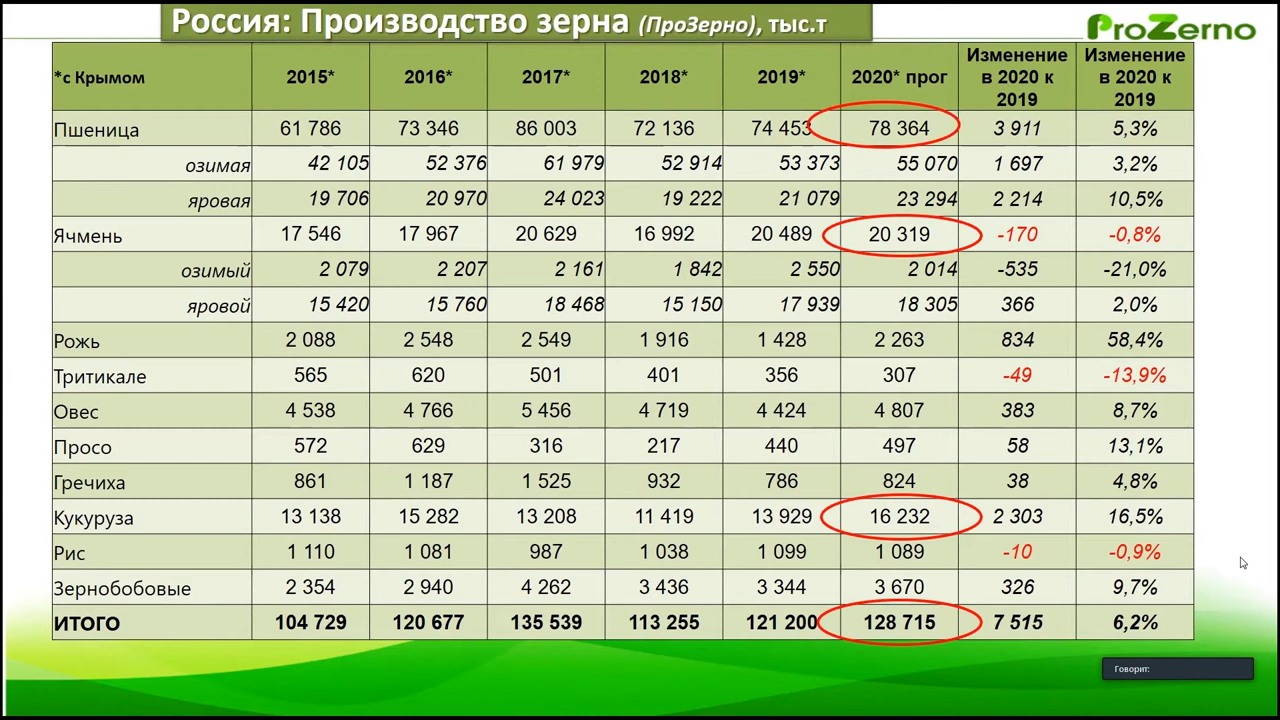 Россия: Производство зерна (ПроЗерно), тыс.т
ProZerno
*с Крымом 2015* 2016* 2017* 2018* 2019* 2020* прог Изменение в 2020 к 2019 Изменение в 2020 к 2019
Пшеница 61 786 73 346 86 003 72 136 74 453 78 364 3 911 5,3%
озимая 42 105 52 376 61 979 52 914 53 373 55 070 1 697 3,2%
яровая 19 706 20 970 24 023 19 222 21 079 23 294 2 214 10,5%
Ячмень 17 546 17 967 20 629 16 992 20 489 20 319 -170 -0,8%
озимый 2 079 2 207 2 161 1 842 2 550 2 014 -535 -21,0%
яровой 15 420 15 760 18 468 15 150 17 939 18 305 366 2,0%
Рожь 2 088 2 548 2 549 1 916 1 428 2 263 834 58,4%
Тритикале 565 620 501 401 356 307 -49 -13,9%
Овес 4 538 4 766 5 456 4 719 4 424 4 807 383 8,7%
Просо 572 629 316 217 440 497 58 13,1%
Гречиха 861 1 187 1 525 932 786 824 38 4,8%
Кукуруза 13 138 15 282 13 208 11 419 13 929 16 232 2 303 16,5%
Рис 1 110 1 081 987 1 038 1 099 1 089 -10 -0,9%
Зернобобовые 2 354 2 940 4 262 3 436 3 344 3 670 326 9,7%
ИТОГО 104 729 120 677 135 539 113 255 121 200 128 715 7 515 6,2%
Говорит: